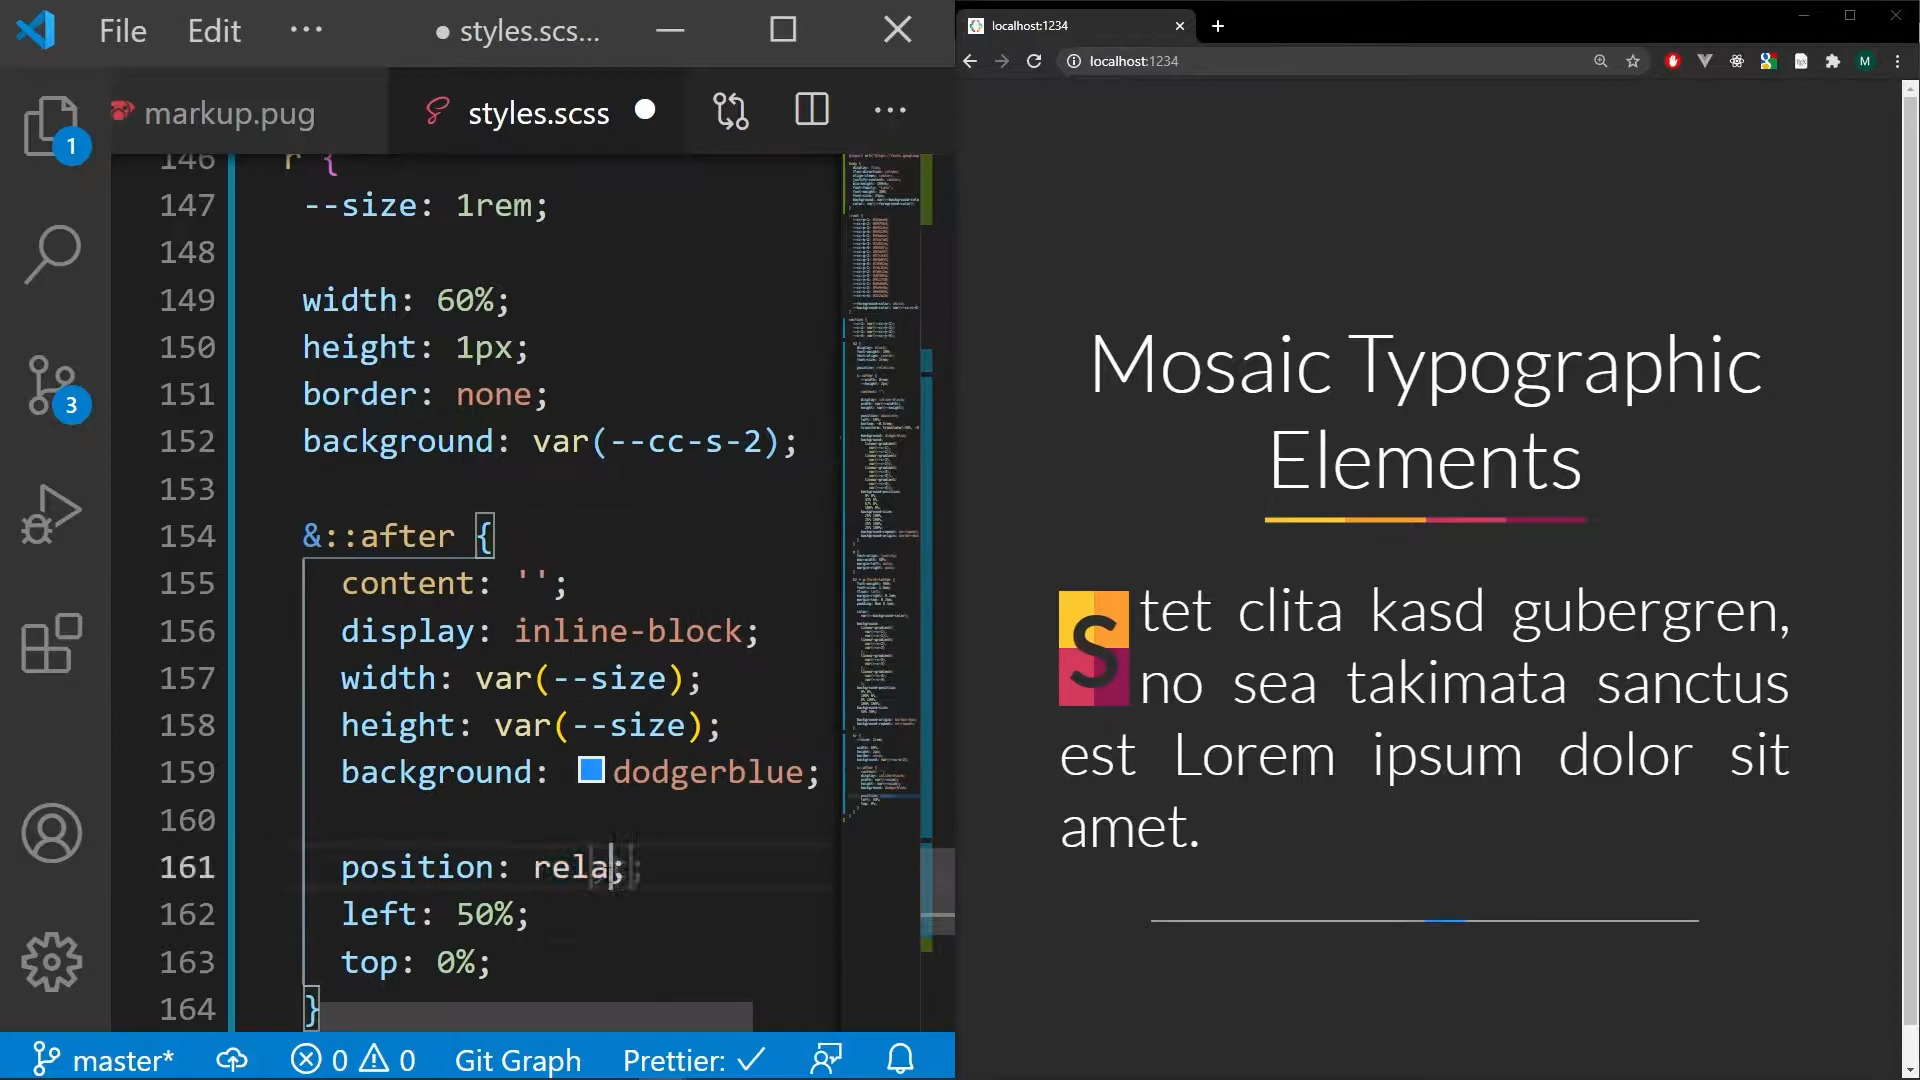 File Edit ··· ● styles.scs...
markup.pug styles.scss ● ···
1
3
146 r {
147 --size: 1rem;
148
149 width: 60%;
150 height: 1px;
151 border: none;
152 background: var(--cc-s-2);
153
154 &::after {
155 content: '';
156 display: inline-block;
157 width: var(--size);
158 height: var(--size);
159 background: dodgerblue;
160
161 position: rela;
162 left: 50%;
163 top: 0%;
164 }
master* 0 0 Git Graph Prettier: ✓
localhost:1234
localhost:1234
M
Mosaic Typographic
Elements
S tet clita kasd gubergren,
no sea takimata sanctus
est Lorem ipsum dolor sit
amet.